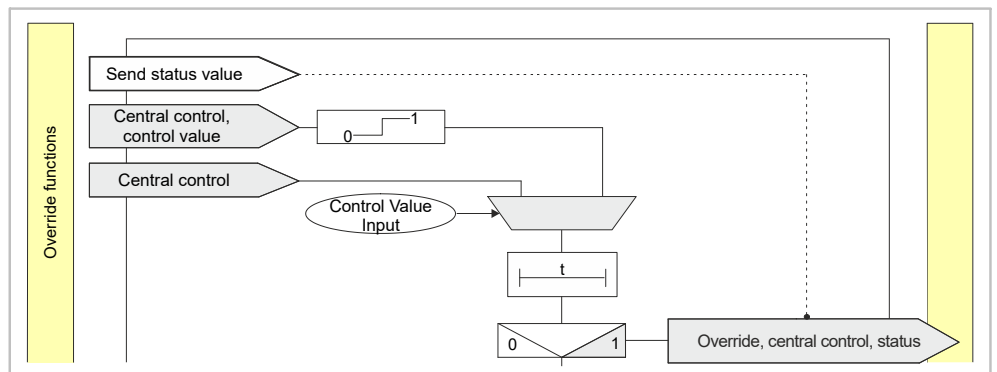 Override functions
Send status value
Central control,
control value
0
1
Central control
Control Value
Input
t
0
1
Override, central control, status